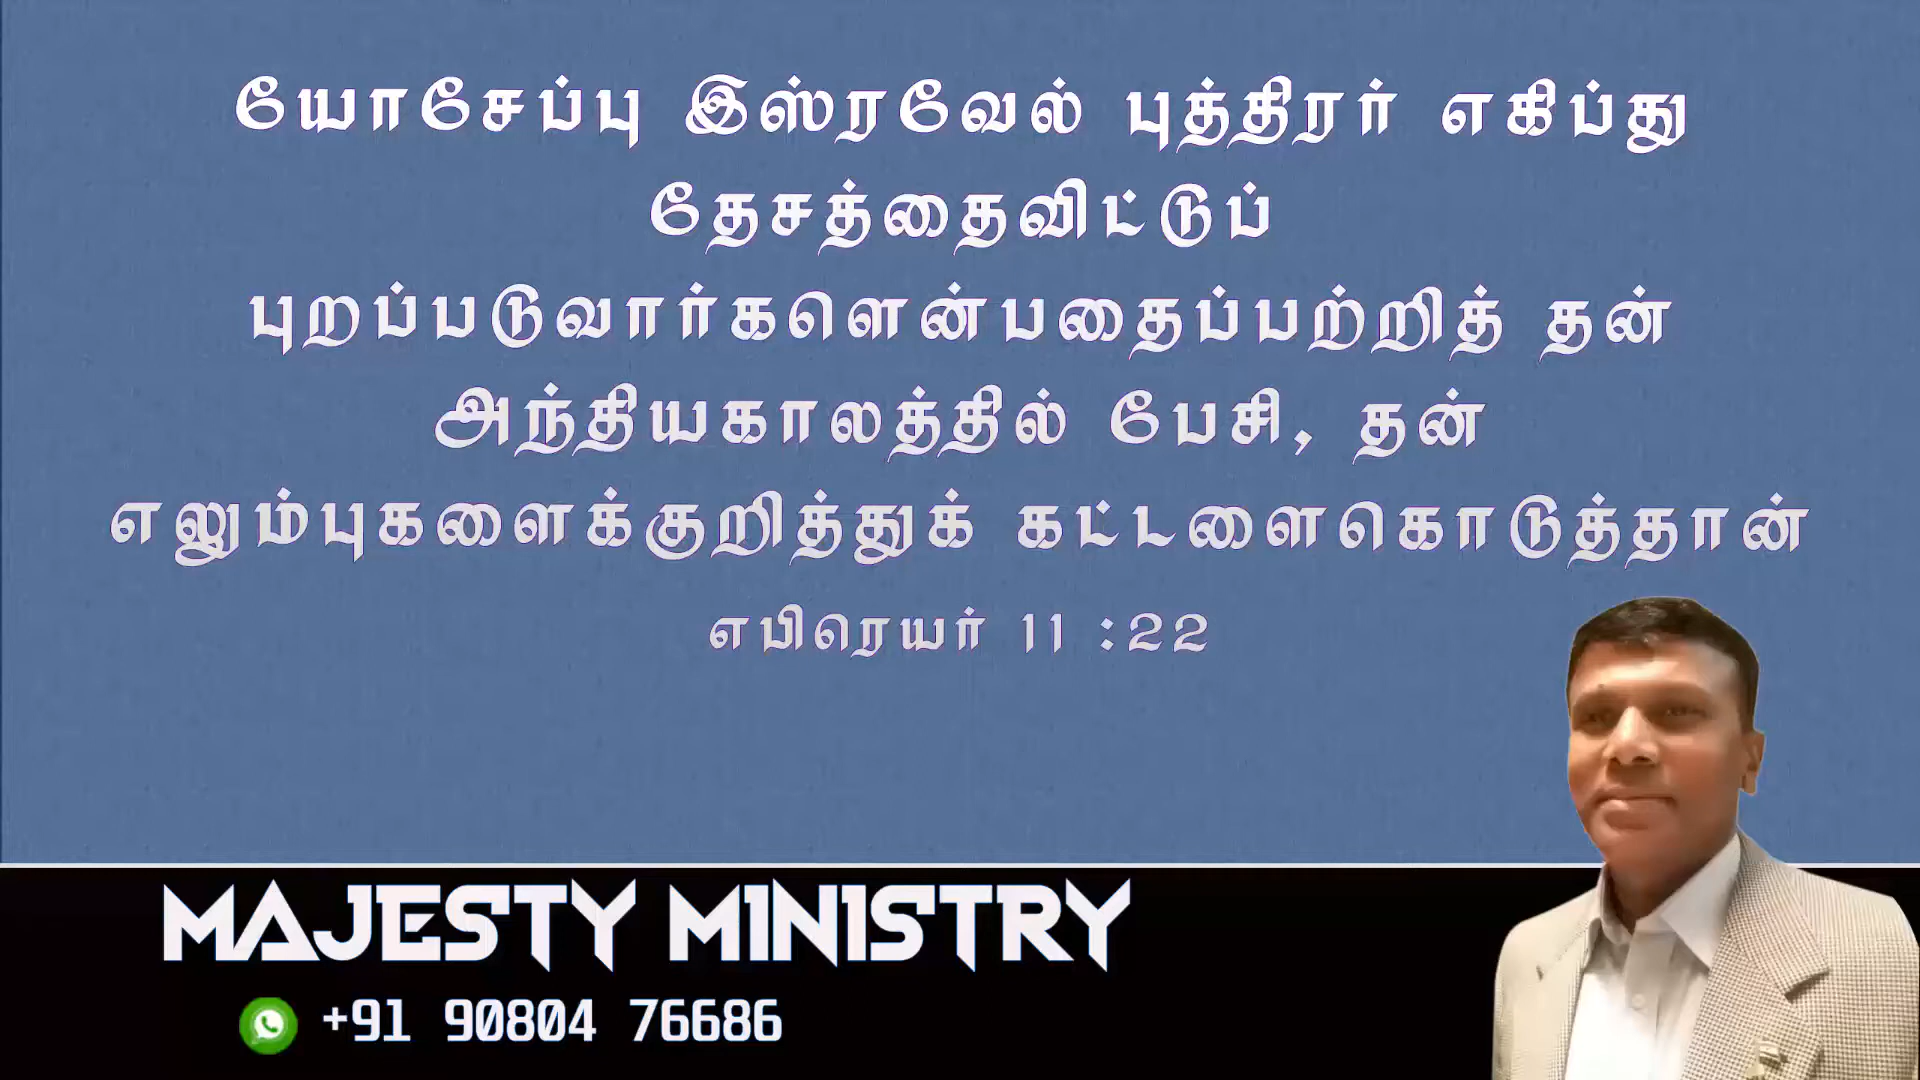 யோசேப்பு இஸ்ரவேல் புத்திரர் எகிப்து
தேசத்தைவிட்டுப்
புறப்படுவார்களென்பதைப்பற்றித் தன்
அந்தியகாலத்தில் பேசி, தன்
எலும்புகளைக்குறித்துக் கட்டளைகொடுத்தான்
எபிரெயர் 11 :22
MAJESTY MINISTRY
+91 90804 76686